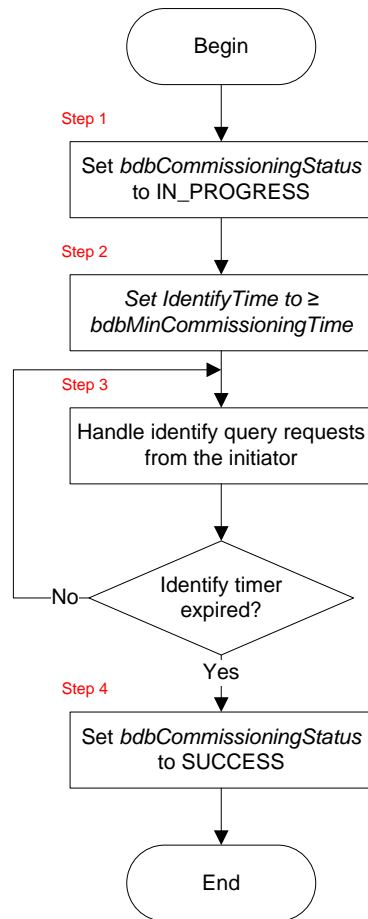 Begin
Step 1
Set bdbCommissioningStatus
to IN_PROGRESS
Step 2
Set IdentifyTime to ≥
bdbMinCommissioningTime
Step 3
Handle identify query requests
from the initiator
Identify timer
expired?
No
Yes
Step 4
Set bdbCommissioningStatus
to SUCCESS
End